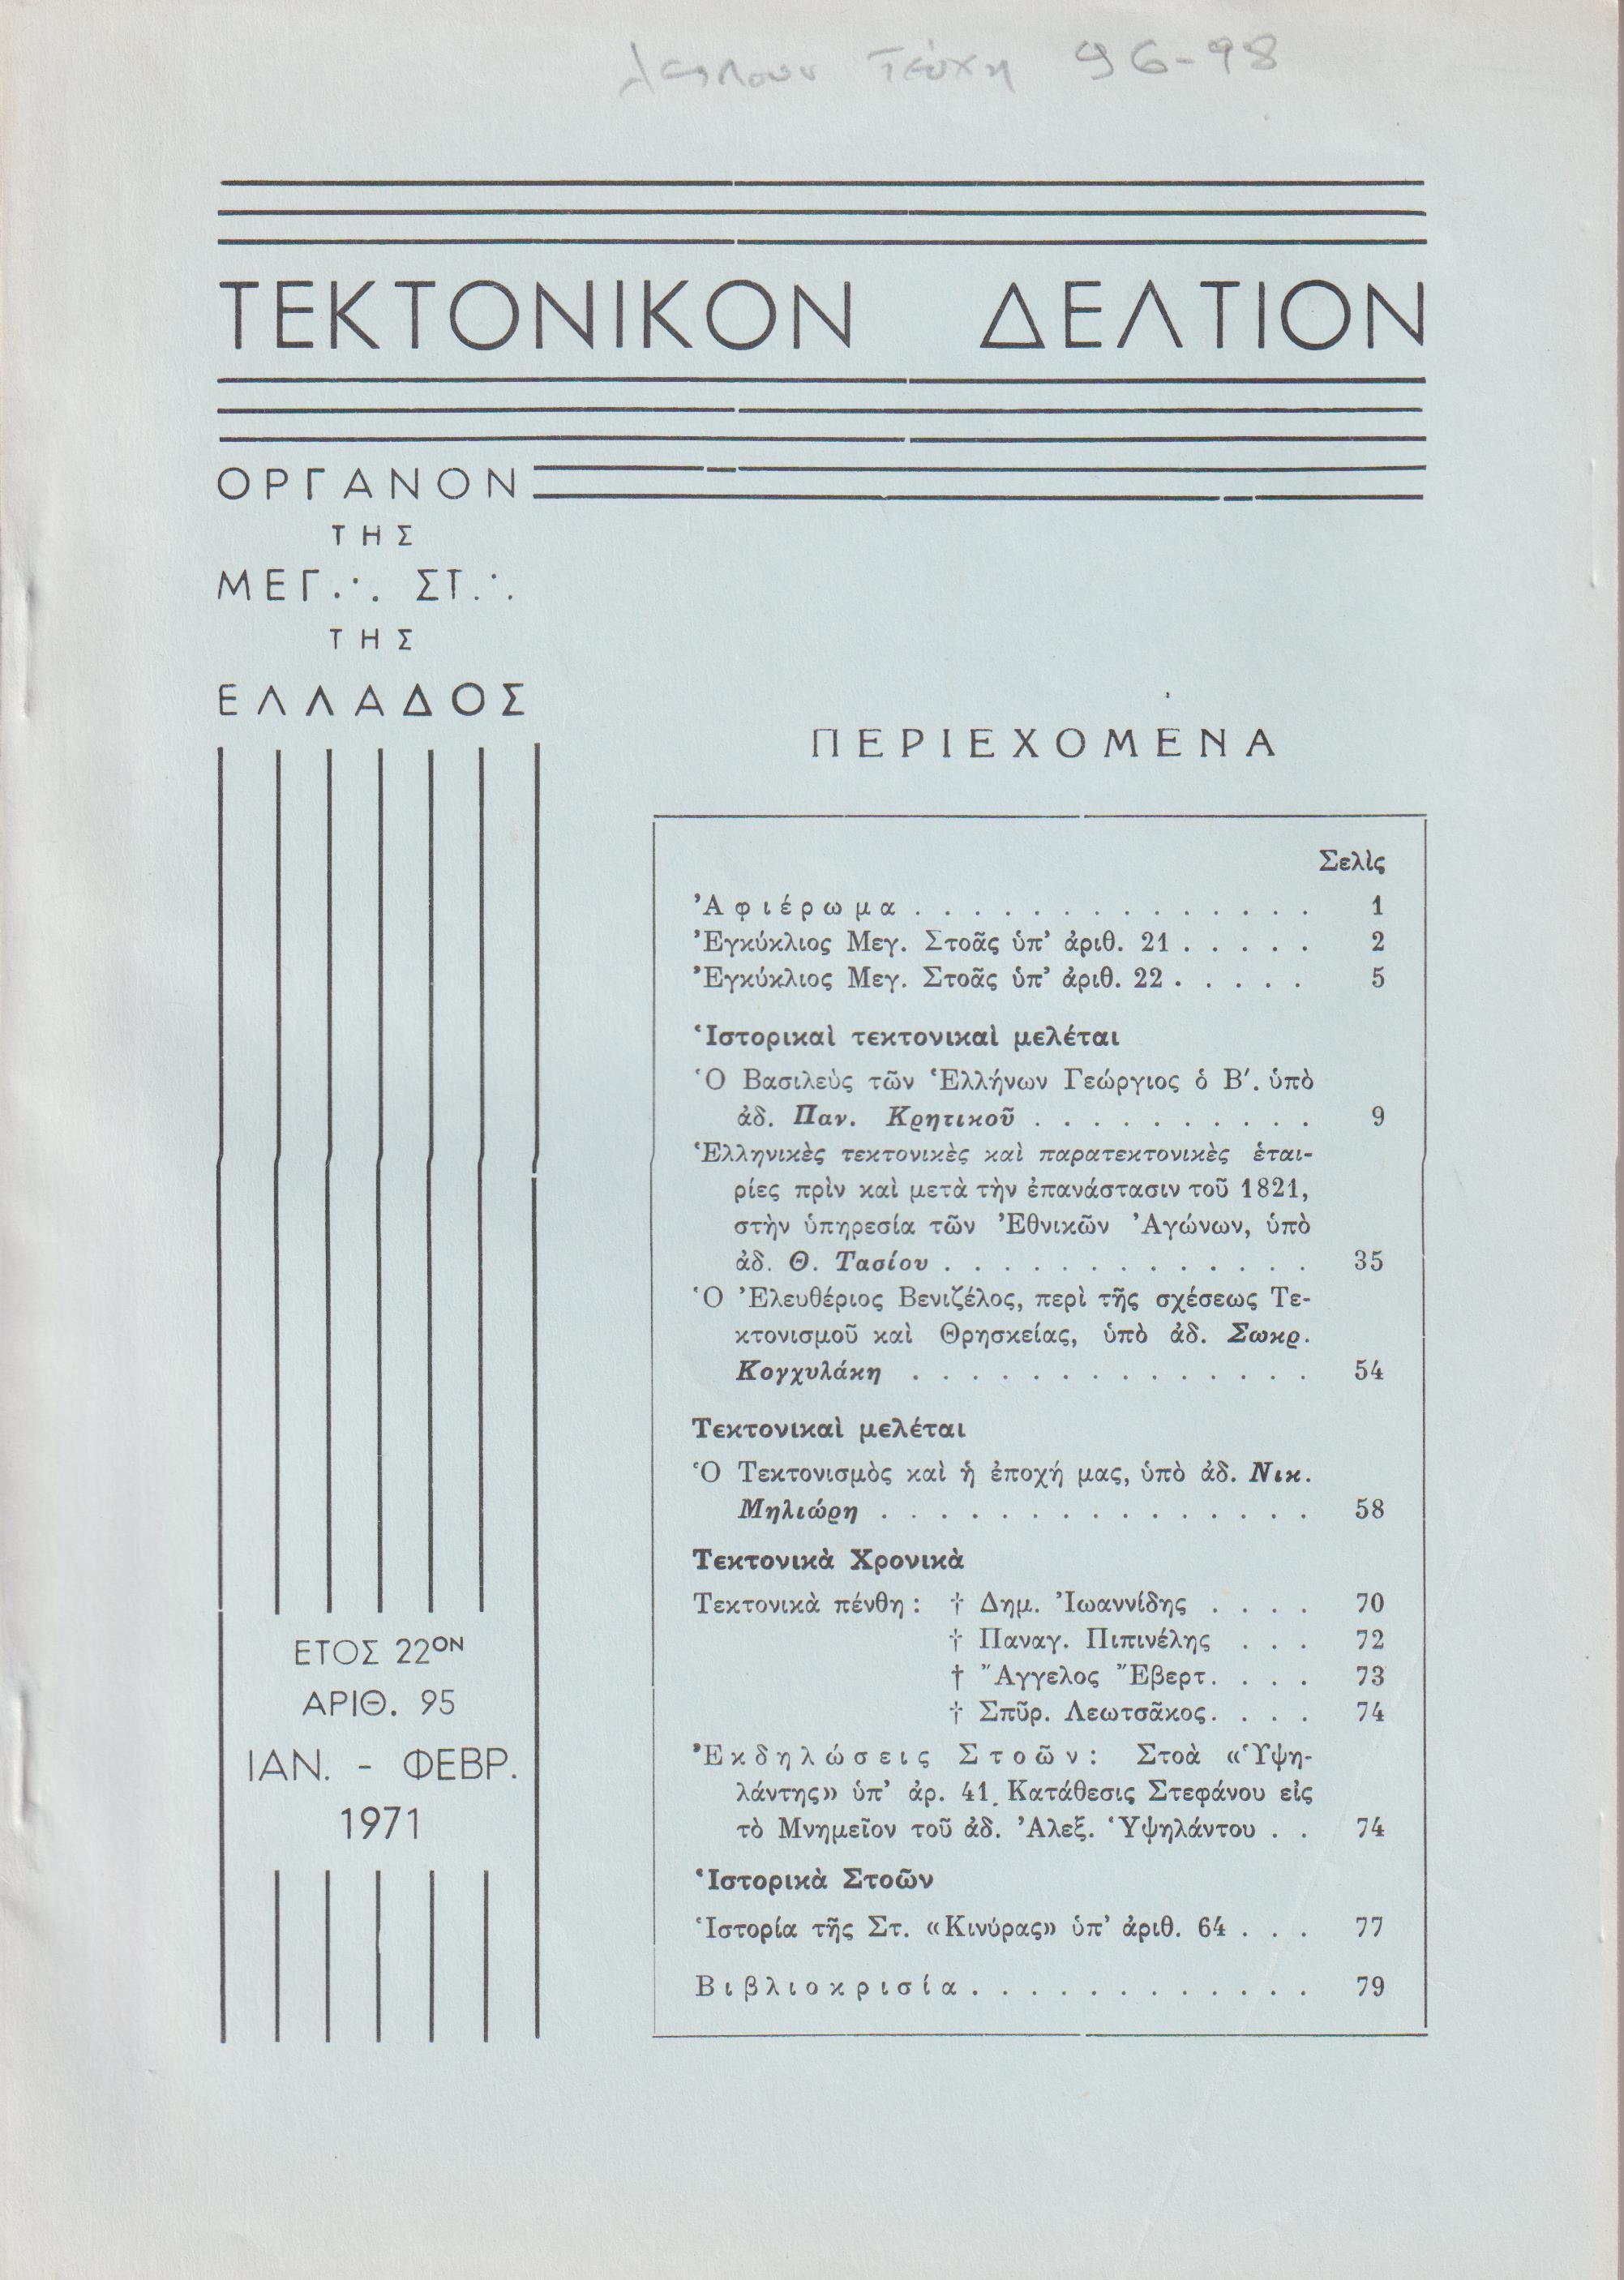 λείπουν τεύχη 96-98
ΤΕΚΤΟΝΙΚΟΝ ΔΕΛΤΙΟΝ
ΟΡΓΑΝΟΝ
ΤΗΣ
ΜΕΓ.·. ΣΤ.·.
ΤΗΣ
ΕΛΛΑΔΟΣ
ΠΕΡΙΕΧΟΜΕΝΑ
Σελὶς
Ἀφιέρωμα . . . . . . . . . . . . . . 1
Ἐγκύκλιος Μεγ. Στοᾶς ὑπ’ ἀριθ. 21 . . . . . 2
Ἐγκύκλιος Μεγ. Στοᾶς ὑπ’ ἀριθ. 22 . . . . . 5
Ἱστορικαὶ τεκτονικαὶ μελέται
Ὁ Βασιλεὺς τῶν Ἑλλήνων Γεώργιος ὁ Β′. ὑπὸ
ἀδ. Παν. Κρητικοῦ . . . . . . . . . . 9
Ἑλληνικὲς τεκτονικὲς καὶ παρατεκτονικὲς ἑται-
ρίες πρὶν καὶ μετὰ τὴν ἐπανάστασιν τοῦ 1821,
στὴν ὑπηρεσία τῶν Ἐθνικῶν Ἀγώνων, ὑπὸ
ἀδ. Θ. Τασίου . . . . . . . . . . . . . 35
Ὁ Ἐλευθέριος Βενιζέλος, περὶ τῆς σχέσεως Τε-
κτονισμοῦ καὶ Θρησκείας, ὑπὸ ἀδ. Σωκρ.
Κογχυλάκη . . . . . . . . . . . . . . 54
Τεκτονικαὶ μελέται
Ὁ Τεκτονισμὸς καὶ ἡ ἐποχή μας, ὑπὸ ἀδ. Νικ.
Μηλιώρη . . . . . . . . . . . . . . . 58
Τεκτονικὰ Χρονικὰ
Τεκτονικὰ πένθη : † Δημ. Ἰωαννίδης . . . . 70
† Παναγ. Πιπινέλης . . . 72
† Ἄγγελος Ἔβερτ. . . . 73
† Σπῦρ. Λεωτσᾶκος. . . . 74
Ἐκδηλώσεις Στοῶν : Στοὰ «Ὑψη-
λάντης» ὑπ’ ἀρ. 41. Κατάθεσις Στεφάνου εἰς
τὸ Μνημεῖον τοῦ ἀδ. Ἀλεξ. Ὑψηλάντου . . 74
Ἱστορικὰ Στοῶν
Ἱστορία τῆς Στ. «Κινύρας» ὑπ’ ἀριθ. 64 . . . 77
Βιβλιοκρισία. . . . . . . . . . . . 79
ΕΤΟΣ 22ΟΝ
ΑΡΙΘ. 95
ΙΑΝ. - ΦΕΒΡ.
1971